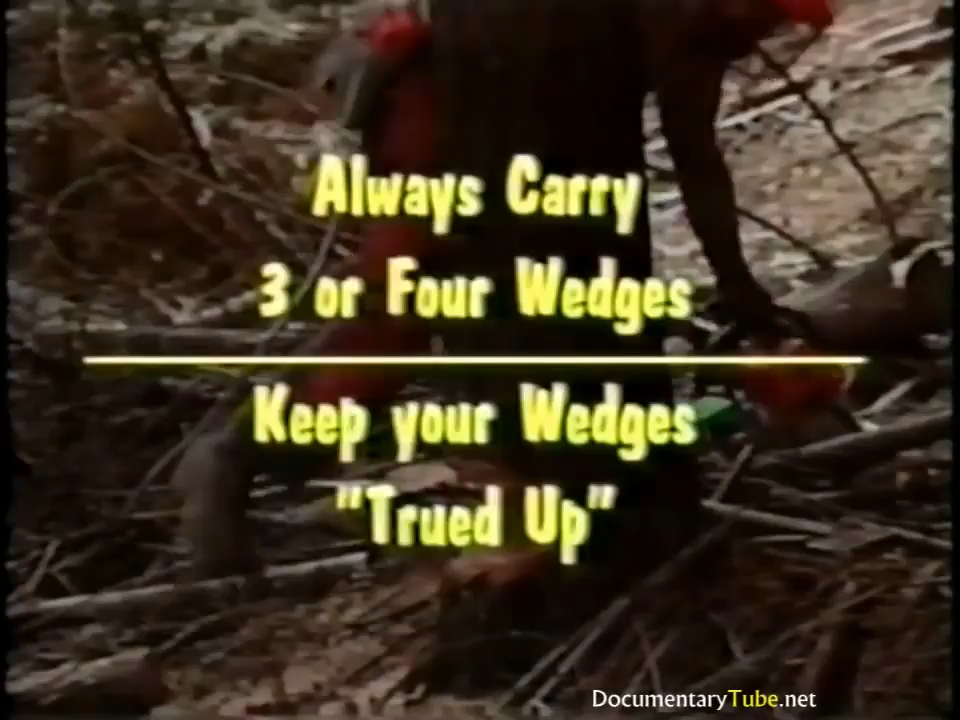 Always Carry
3 or Four Wedges
Keep your Wedges
"Trued Up"
DocumentaryTube.net